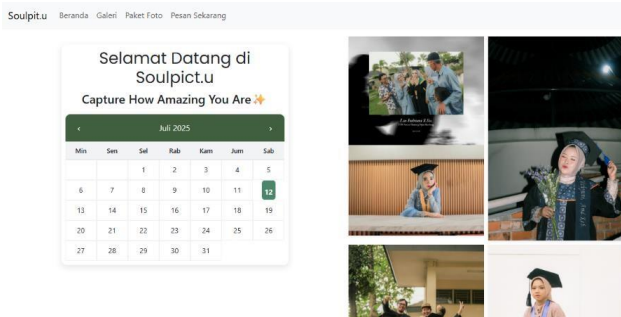 Soulpit.u Beranda Galeri Paket Foto Pesan Sekarang
Selamat Datang di
Soulpict.u
Capture How Amazing You Are✨
‹ Juli 2025 ›
Min Sen Sel Rab Kam Jum Sab
1 2 3 4 5
6 7 8 9 10 11 12
13 14 15 16 17 18 19
20 21 22 23 24 25 26
27 28 29 30 31